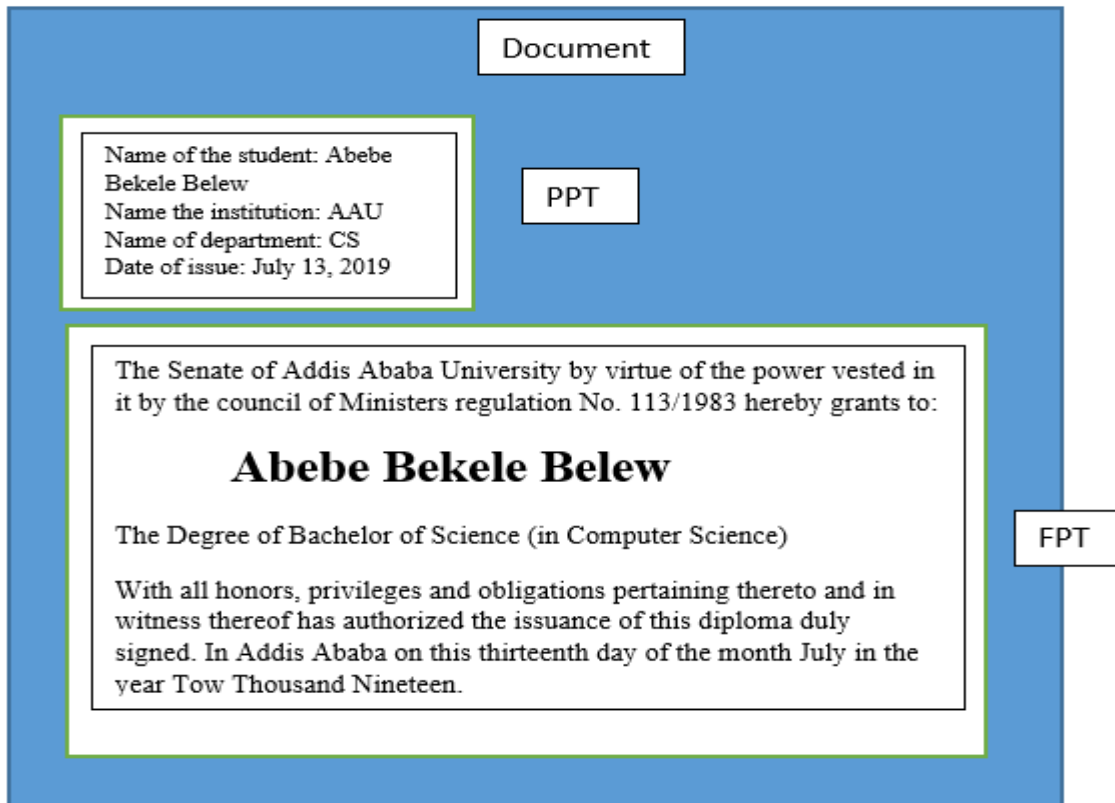 Document
Name of the student: Abebe
Bekele Belew
Name the institution: AAU
Name of department: CS
Date of issue: July 13, 2019
PPT
The Senate of Addis Ababa University by virtue of the power vested in
it by the council of Ministers regulation No. 113/1983 hereby grants to:
Abebe Bekele Belew
The Degree of Bachelor of Science (in Computer Science)
With all honors, privileges and obligations pertaining thereto and in
witness thereof has authorized the issuance of this diploma duly
signed. In Addis Ababa on this thirteenth day of the month July in the
year Tow Thousand Nineteen.
FPT